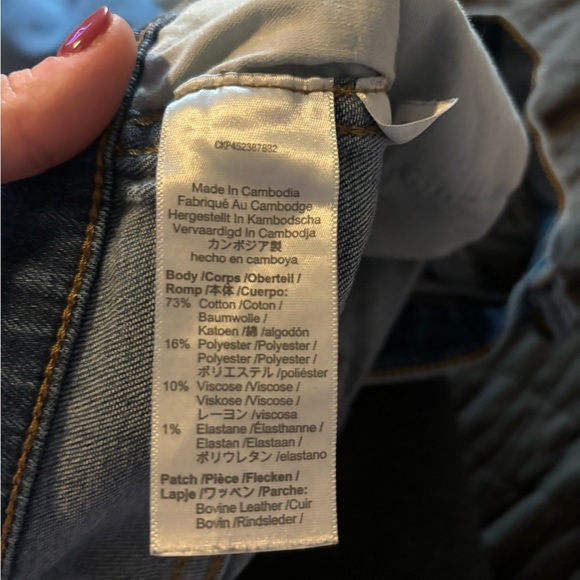 CKP452387832
Made In Cambodia
Fabriqué Au Cambodge
Hergestellt In Kambodscha
Vervaardigd In Cambodja
カンボジア製
hecho en camboya
Body /Corps /Oberteil /
Romp /本体 /Cuerpo:
73% Cotton /Coton /
Baumwolle /
Katoen /綿 /algodón
16% Polyester /Polyester /
Polyester /Polyester /
ポリエステル /poliéster
10% Viscose /Viscose /
Viskose /Viscose /
レーヨン /viscosa
1% Elastane /Élasthanne /
Elastan /Elastaan /
ポリウレタン /elastano
Patch /Pièce /Flecken /
Lapje /ワッペン /Parche:
Bovine Leather /Cuir
Bovin /Rindsleder /